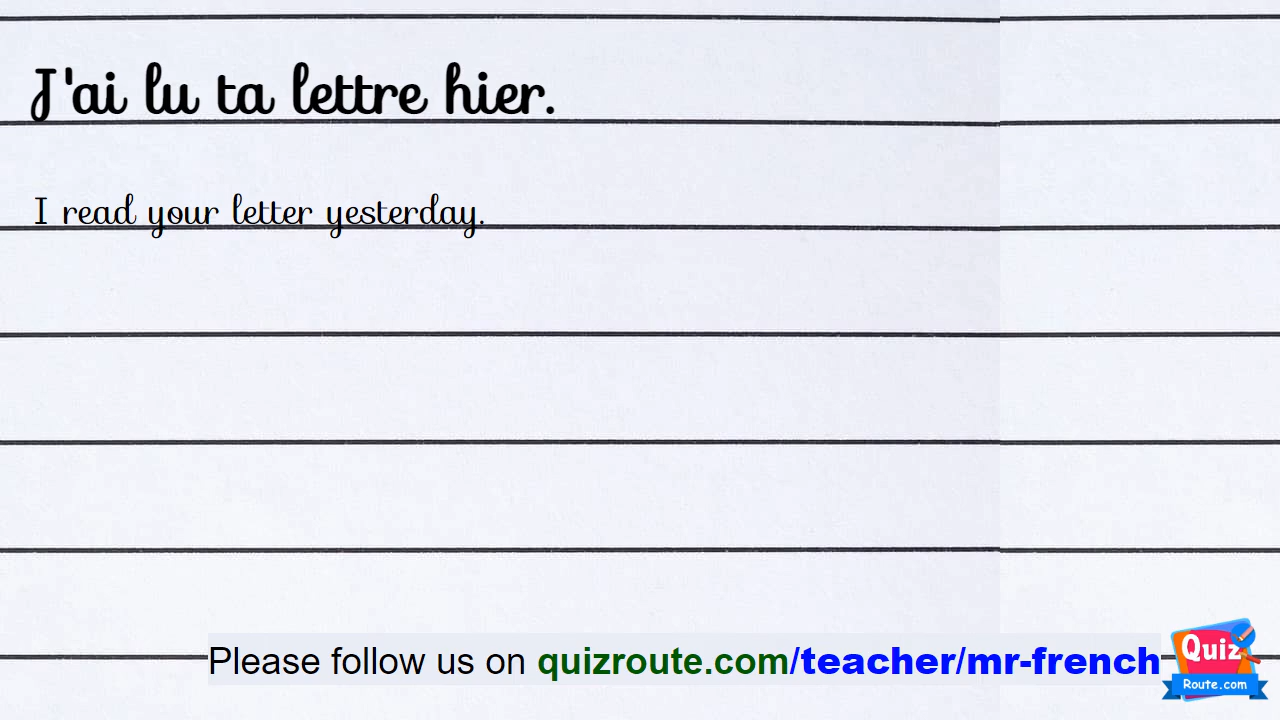 J'ai lu ta lettre hier.
I read your letter yesterday.
Please follow us on quizroute.com/teacher/mr-french
Quiz
Route.com